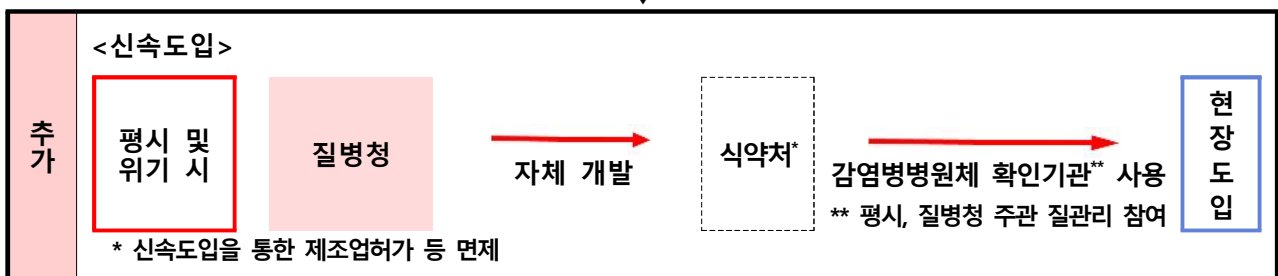 <신속도입>
추가
평시 및
위기 시
질병청
자체 개발
식약처*
감염병병원체 확인기관** 사용
** 평시, 질병청 주관 질관리 참여
현장도입
* 신속도입을 통한 제조업허가 등 면제